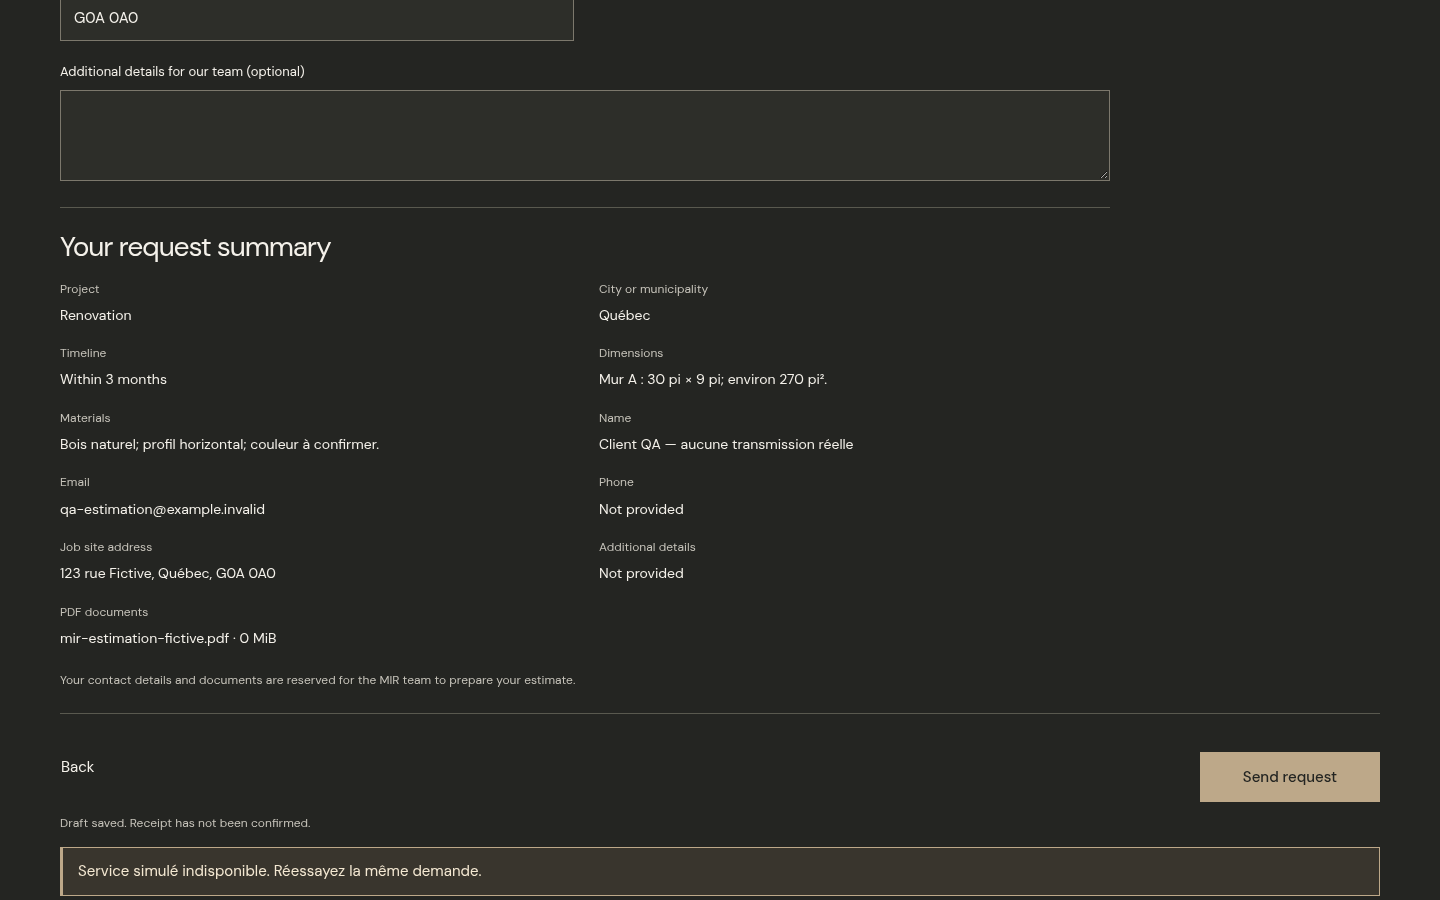 G0A 0A0
Additional details for our team (optional)
Your request summary
Project
Renovation
City or municipality
Québec
Timeline
Within 3 months
Dimensions
Mur A : 30 pi × 9 pi; environ 270 pi².
Materials
Bois naturel; profil horizontal; couleur à confirmer.
Name
Client QA — aucune transmission réelle
Email
qa-estimation@example.invalid
Phone
Not provided
Job site address
123 rue Fictive, Québec, G0A 0A0
Additional details
Not provided
PDF documents
mir-estimation-fictive.pdf · 0 MiB
Your contact details and documents are reserved for the MIR team to prepare your estimate.
Back
Send request
Draft saved. Receipt has not been confirmed.
Service simulé indisponible. Réessayez la même demande.